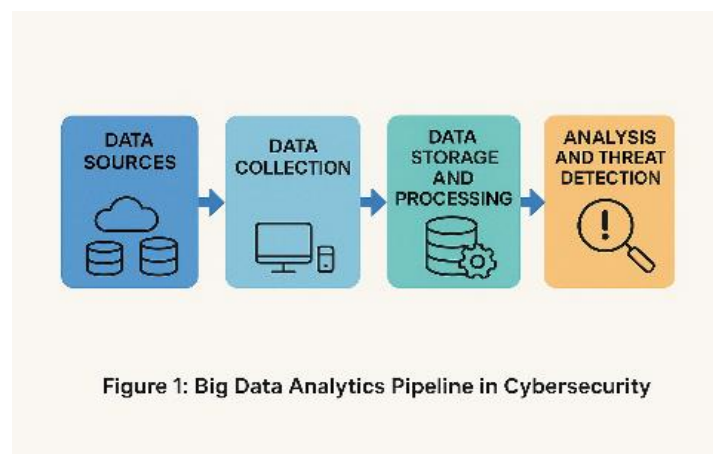 DATA
SOURCES
DATA
COLLECTION
DATA
STORAGE
AND
PROCESSING
ANALYSIS
AND THREAT
DETECTION
!
Figure 1: Big Data Analytics Pipeline in Cybersecurity